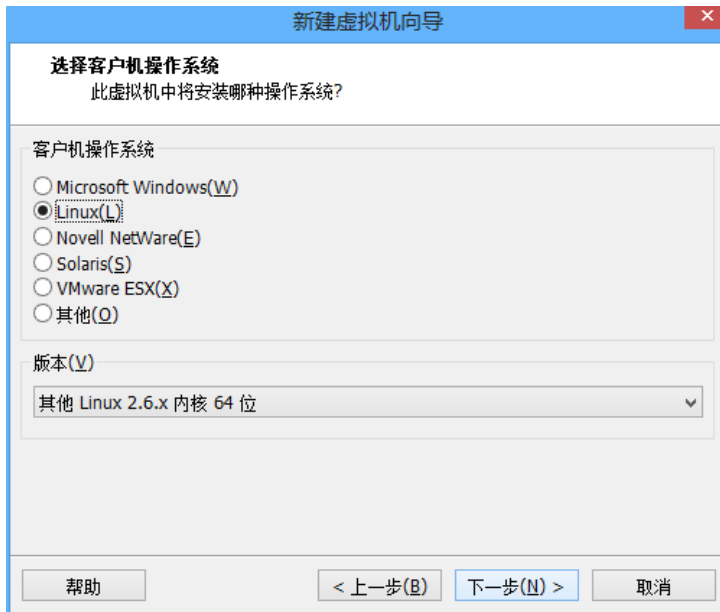 新建虚拟机向导
选择客户机操作系统
此虚拟机中将安装哪种操作系统?
客户机操作系统
Microsoft Windows(W)
Linux(L)
Novell NetWare(E)
Solaris(S)
VMware ESX(X)
其他(O)
版本(V)
其他 Linux 2.6.x 内核 64 位
帮助 < 上一步(B) 下一步(N) > 取消